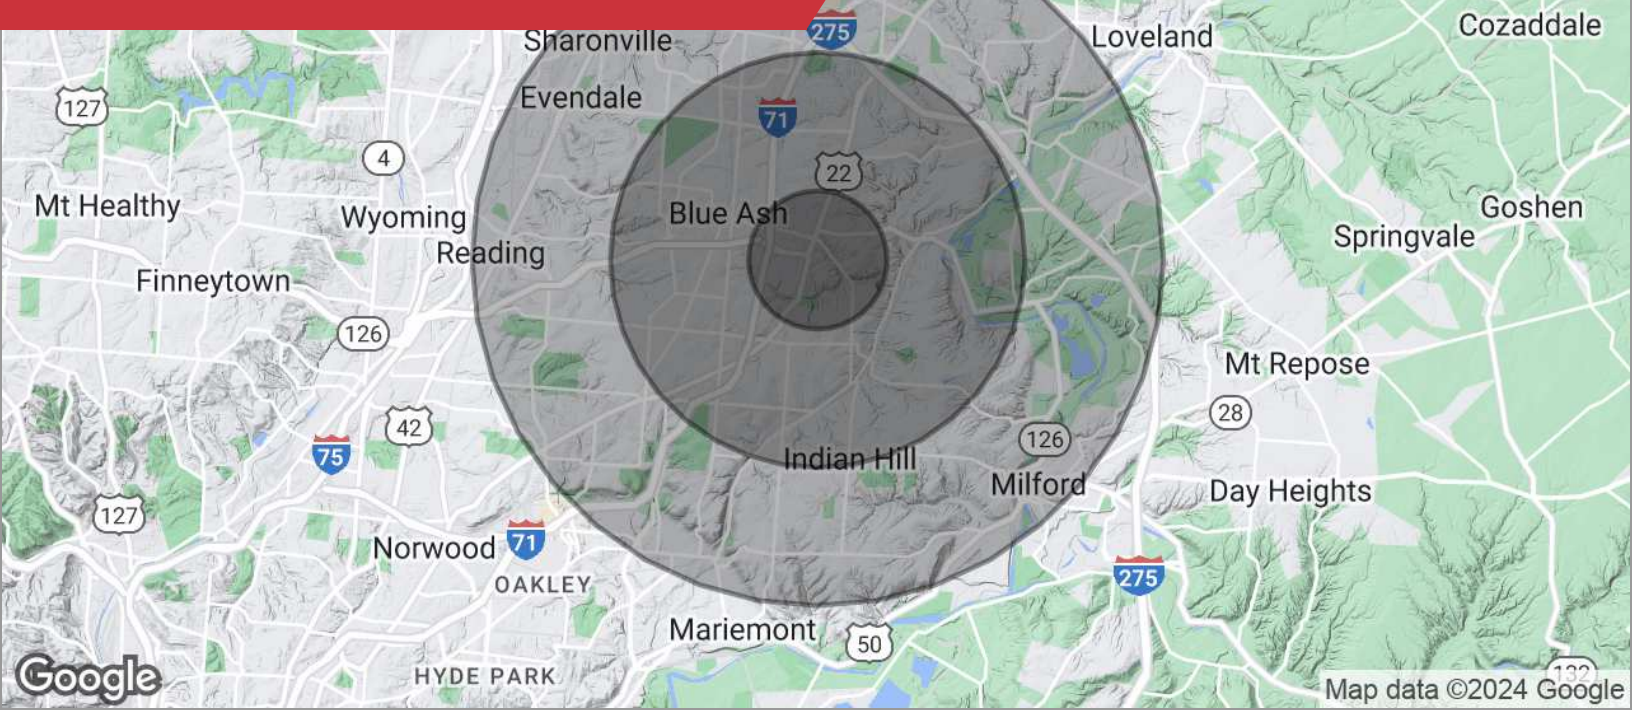 275
Loveland
Cozaddale
Sharonville
Evendale
127
71
4
22
Mt Healthy
Wyoming
Blue Ash
Goshen
Reading
Springvale
Finneytown
126
Mt Repose
28
42
126
75
Indian Hill
Milford
Day Heights
127
Norwood
71
275
OAKLEY
Mariemont
50
HYDE PARK
132
Google
Map data ©2024 Google